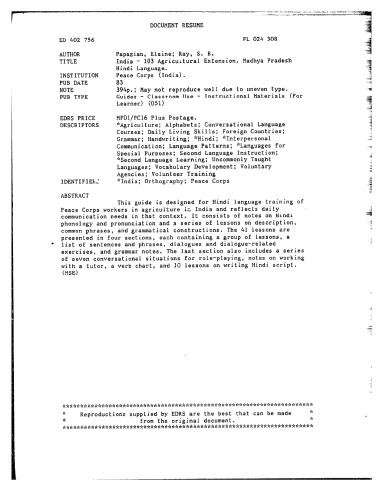 DOCUMENT RESUME
ED 402 756 FL 024 308
AUTHOR Papazian, Elaine; Ray, S. B.
TITLE India - 103 Agricultural Extension. Madhya Pradesh
Hindi Language.
INSTITUTION Peace Corps (India).
PUB DATE 83
NOTE 394p.; May not reproduce well due to uneven type.
PUB TYPE Guides - Classroom Use - Instructional Materials (For
Learner) (051)
EDRS PRICE MF01/PC16 Plus Postage.
DESCRIPTORS *Agriculture; Alphabets; Conversational Language
Courses; Daily Living Skills; Foreign Countries;
Grammar; Handwriting; *Hindi; *Interpersonal
Communication; Language Patterns; *Languages for
Special Purposes; Second Language Instruction;
*Second Language Learning; Uncommonly Taught
Languages; Vocabulary Development; Voluntary
Agencies; Volunteer Training
IDENTIFIERS *India; Orthography; Peace Corps
ABSTRACT
This guide is designed for Hindi language training of
Peace Corps workers in agriculture in India and reflects daily
communication needs in that context. It consists of notes on Hindi
phonology and pronunciation and a series of lessons on description,
common phrases, and grammatical constructions. The 41 lessons are
presented in four sections, each containing a group of lessons, a
list of sentences and phrases, dialogues and dialogue-related
exercises, and grammar notes. The last section also includes a series
of seven conversational situations for role-playing, notes on working
with a tutor, a verb chart, and 10 lessons on writing Hindi script.
(MSE)
***********************************************************************
* Reproductions supplied by EDRS are the best that can be made *
* from the original document. *
***********************************************************************